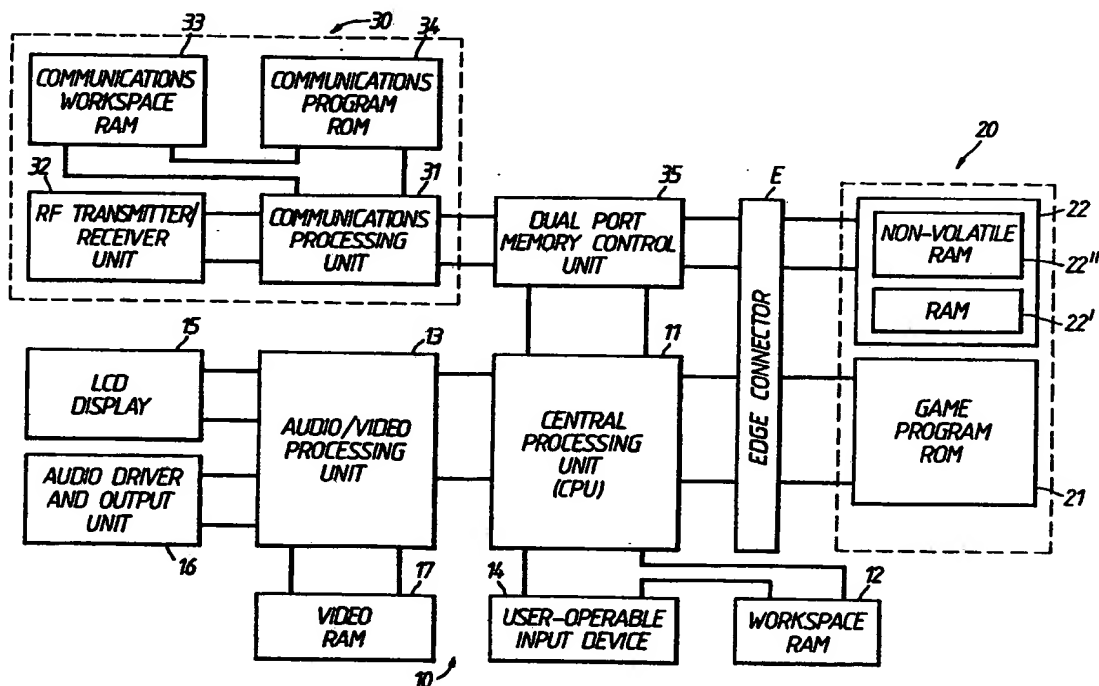 33
30
34
COMMUNICATIONS
WORKSPACE
RAM
COMMUNICATIONS
PROGRAM
ROM
20
32
31
35
E
RF TRANSMITTER/
RECEIVER
UNIT
COMMUNICATIONS
PROCESSING
UNIT
DUAL PORT
MEMORY CONTROL
UNIT
EDGE CONNECTOR
NON-VOLATILE
RAM
22
22"
RAM
22'
15
13
11
LCD
DISPLAY
AUDIO/VIDEO
PROCESSING
UNIT
CENTRAL
PROCESSING
UNIT
(CPU)
GAME
PROGRAM
ROM
21
AUDIO DRIVER
AND OUTPUT
UNIT
16
17
14
12
VIDEO
RAM
USER-OPERABLE
INPUT DEVICE
WORKSPACE
RAM
10